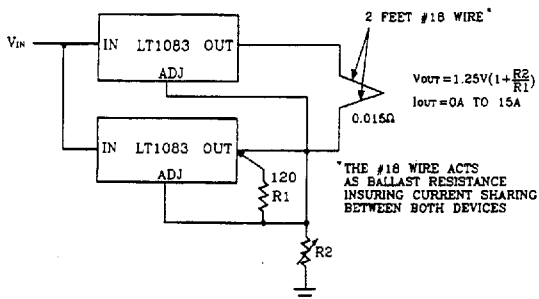 2 FEET #18 WIRE*
VIN
IN LT1083 OUT
ADJ
VOUT=1.25V(1+R2/R1)
IOUT=0A TO 15A
0.015Ω
IN LT1083 OUT
ADJ
120
R1
*THE #18 WIRE ACTS
AS BALLAST RESISTANCE
INSURING CURRENT SHARING
BETWEEN BOTH DEVICES
R2